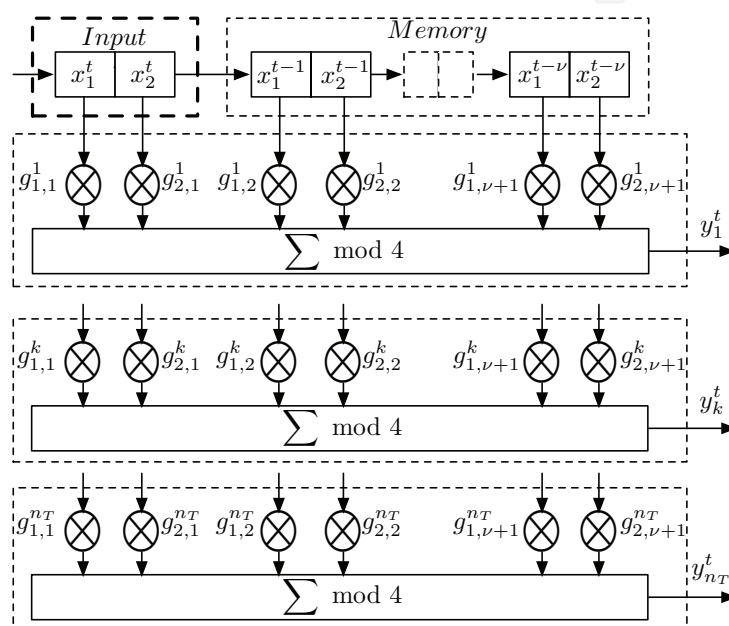 Input Memory
x_1^t x_2^t x_1^{t-1} x_2^{t-1} x_1^{t-ν} x_2^{t-ν}
g_{1,1}^1 g_{2,1}^1 g_{1,2}^1 g_{2,2}^1 g_{1,ν+1}^1 g_{2,ν+1}^1
y_1^t
∑ mod 4
g_{1,1}^k g_{2,1}^k g_{1,2}^k g_{2,2}^k g_{1,ν+1}^k g_{2,ν+1}^k
y_k^t
∑ mod 4
g_{1,1}^{n_T} g_{2,1}^{n_T} g_{1,2}^{n_T} g_{2,2}^{n_T} g_{1,ν+1}^{n_T} g_{2,ν+1}^{n_T}
y_{n_T}^t
∑ mod 4